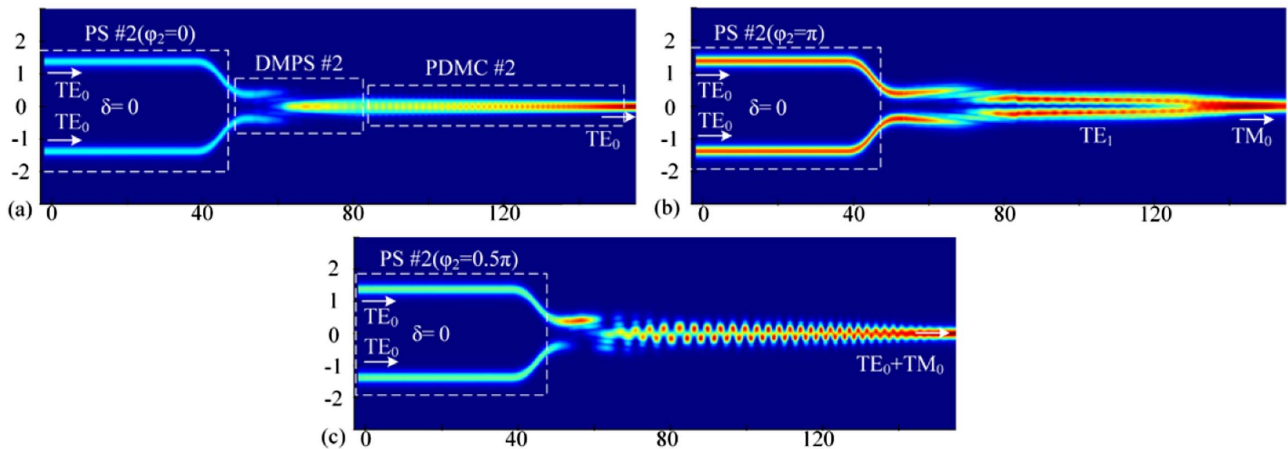 PS #2(φ₂=0)
DMPS #2
PDMC #2
TE₀
δ= 0
TE₀
TE₀
2
1
0
-1
-2
(a)
0
40
80
120
PS #2(φ₂=π)
TE₀
δ= 0
TE₀
TE₁
TM₀
2
1
0
-1
-2
(b)
0
40
80
120
PS #2(φ₂=0.5π)
TE₀
δ= 0
TE₀
TE₀+TM₀
2
1
0
-1
-2
(c)
0
40
80
120